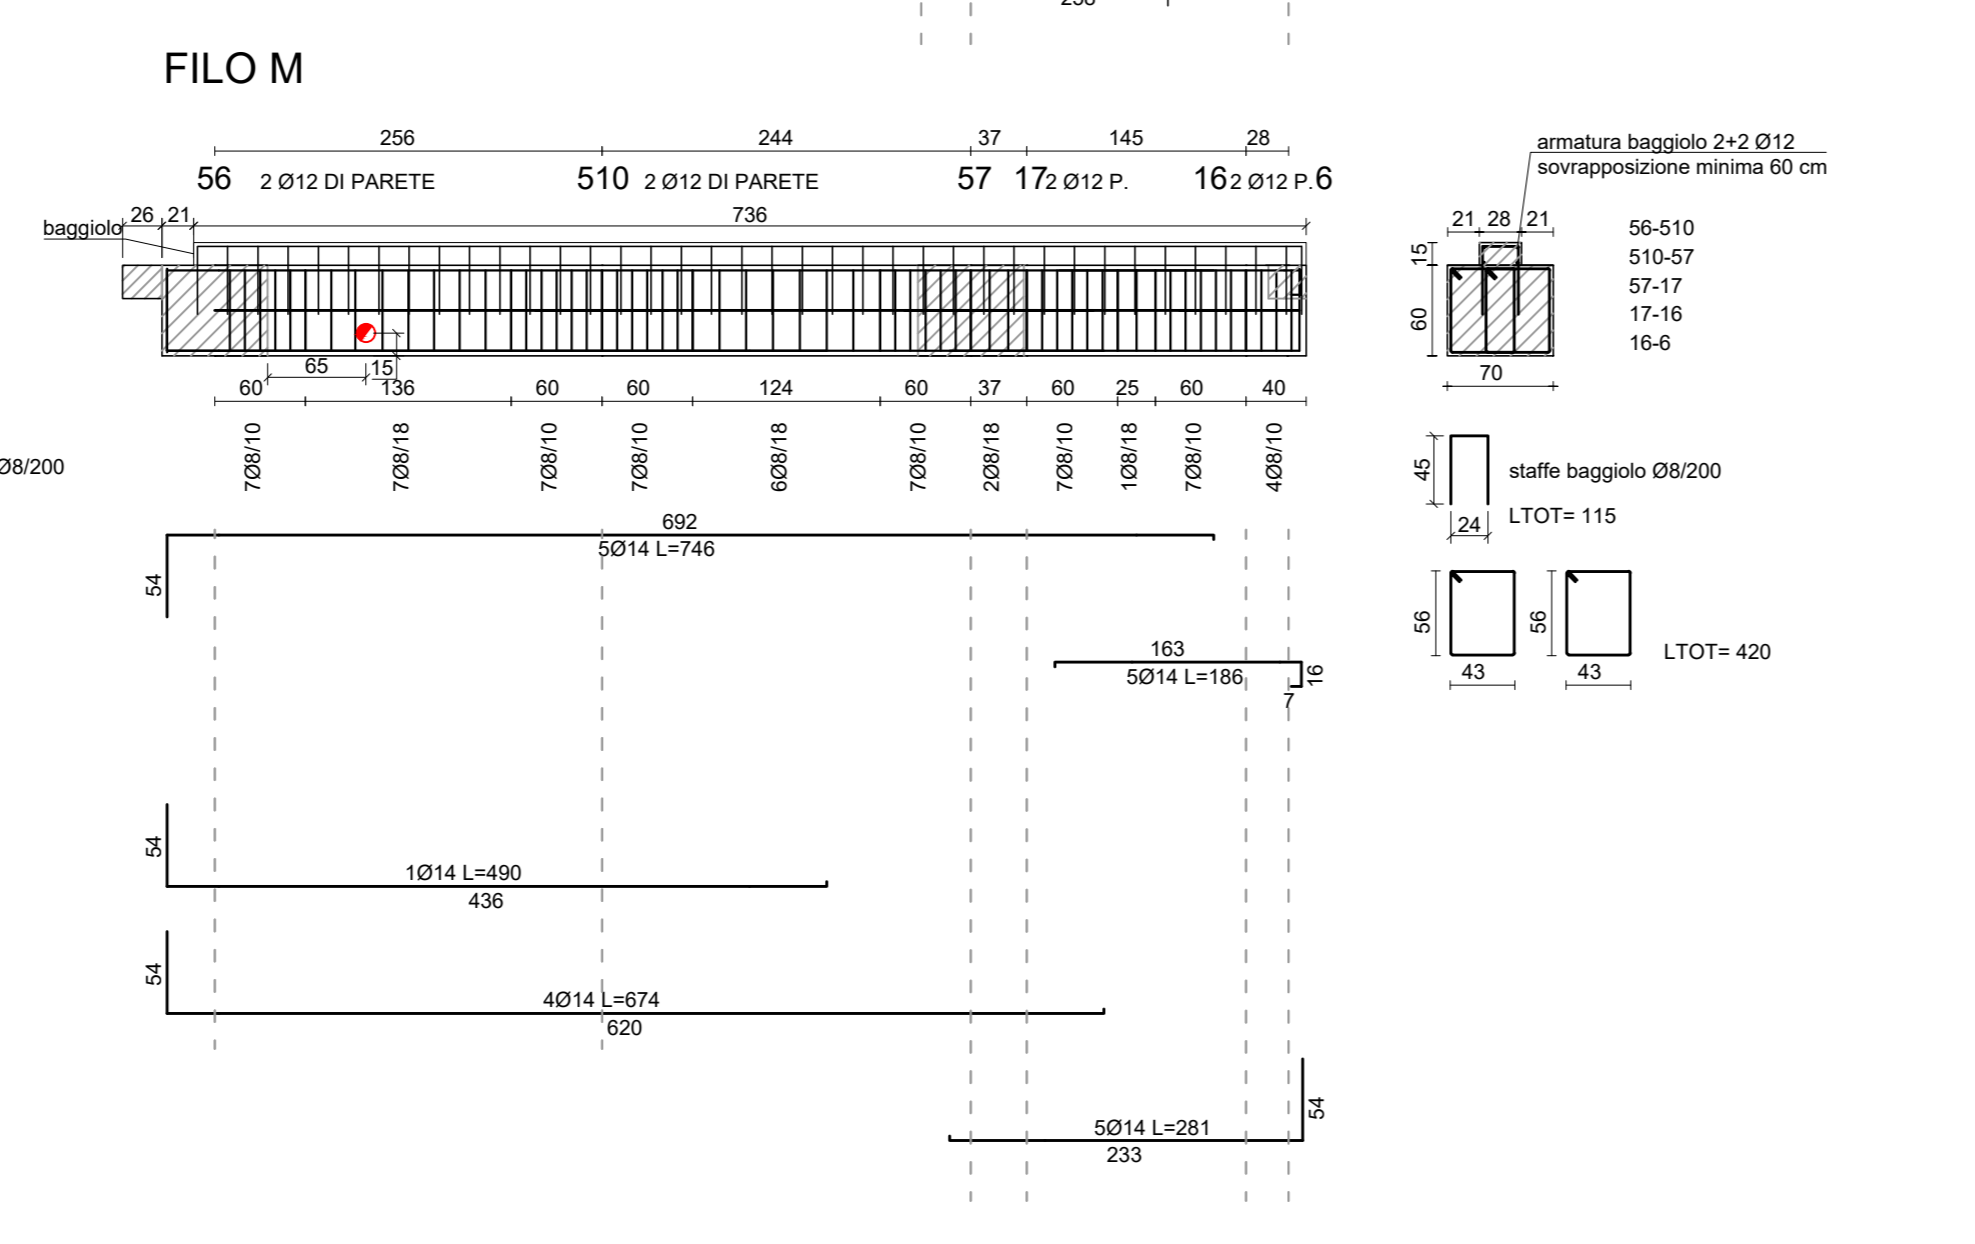 238
FILO M
256 244 37 145 28
56 2 Ø12 DI PARETE 510 2 Ø12 DI PARETE 57 17 2 Ø12 P. 16 2 Ø12 P. 6
26 21 736
baggiolo
65 15
60 136 60 60 124 60 37 60 25 60 40
7Ø8/10 7Ø8/18 7Ø8/10 7Ø8/10 6Ø8/18 7Ø8/10 2Ø8/18 7Ø8/10 1Ø8/18 7Ø8/10 4Ø8/10
Ø8/200
692
5Ø14 L=746
54
163
5Ø14 L=186
16
7
54
1Ø14 L=490
436
54
4Ø14 L=674
620
54
5Ø14 L=281
233
armatura baggiolo 2+2 Ø12
sovrapposizione minima 60 cm
21 28 21
15
60
70
56-510
510-57
57-17
17-16
16-6
45
24
staffe baggiolo Ø8/200
LTOT= 115
56
43
56
43
LTOT= 420